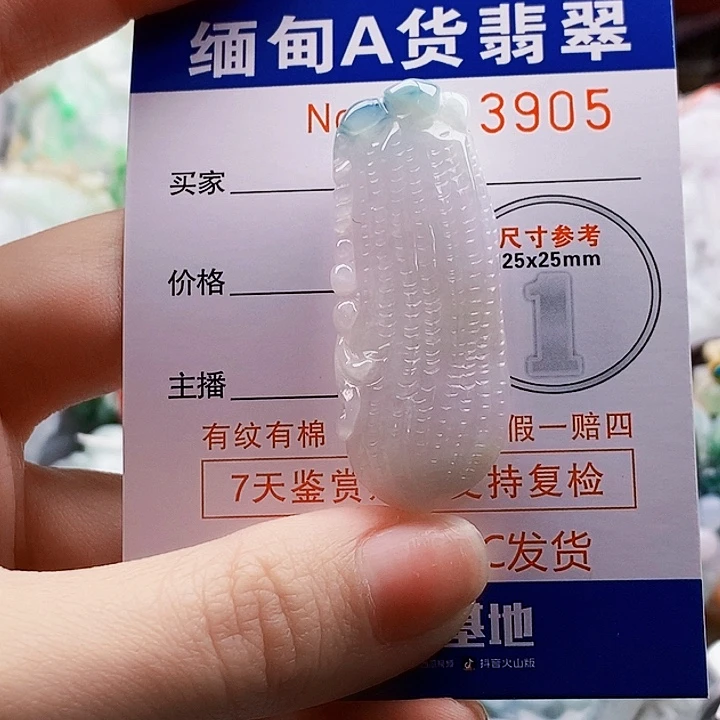 缅甸A货翡翠
No 3905
买家
尺寸参考
25x25mm
价格
1
主播
有纹有棉 假一赔四
7天鉴赏 支持复检
C发货
基地
抖音火山版